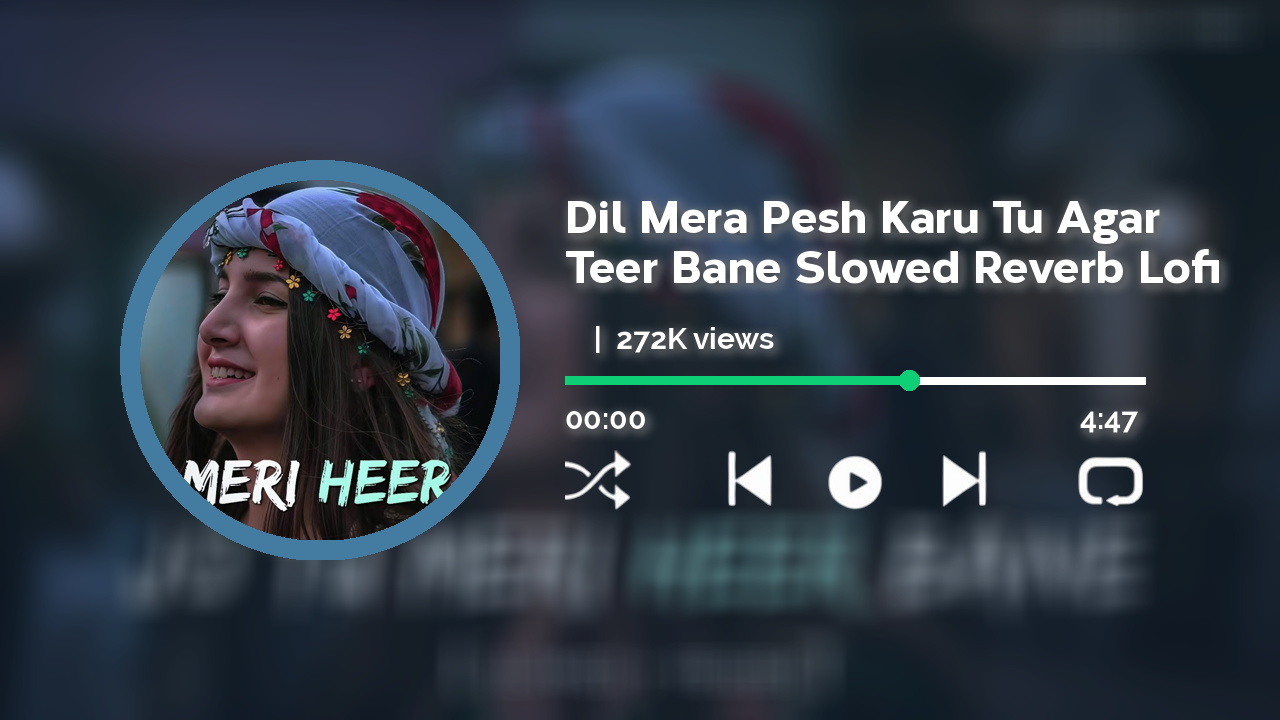 Dil Mera Pesh Karu Tu Agar
Teer Bane Slowed Reverb Lofi
| 272K views
00:00 4:47
MERI HEER